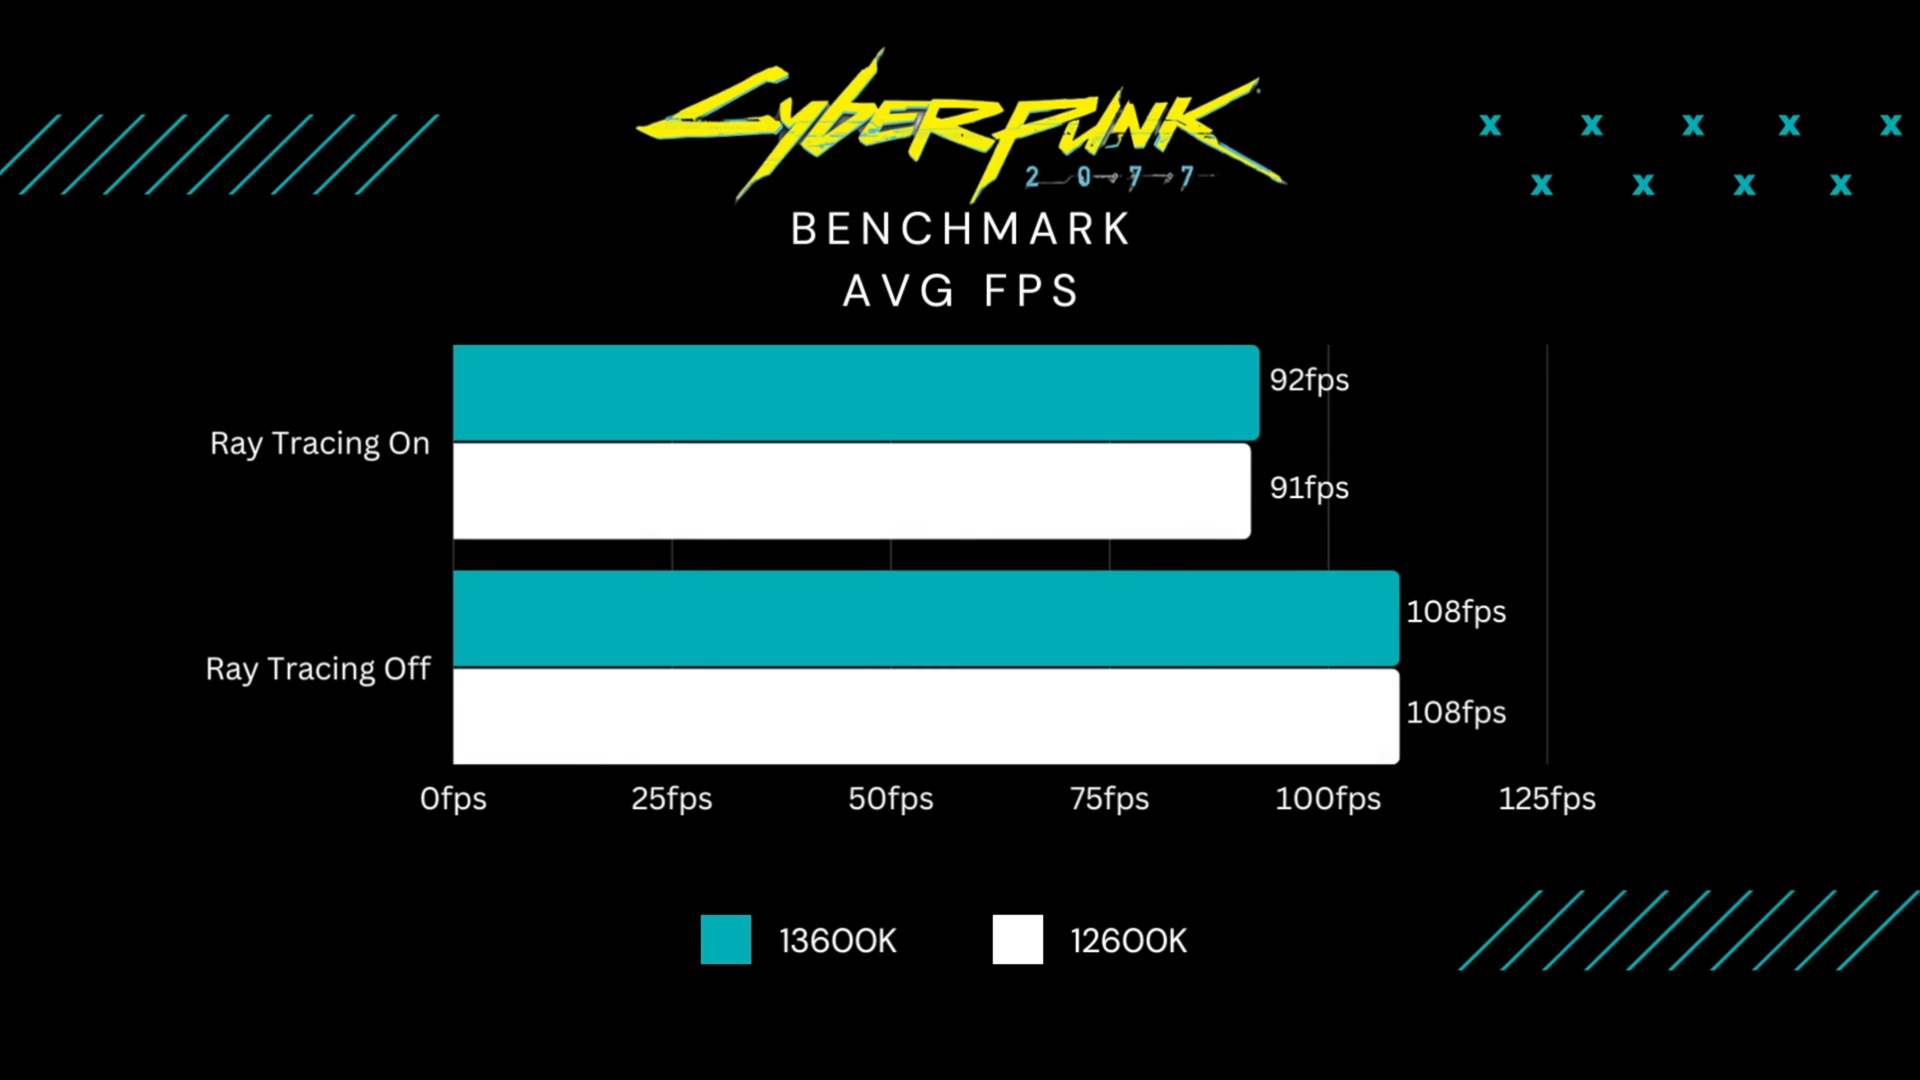 Cyberpunk
2077
BENCHMARK
AVG FPS
92fps
Ray Tracing On
91fps
108fps
Ray Tracing Off
108fps
0fps 25fps 50fps 75fps 100fps 125fps
13600K 12600K